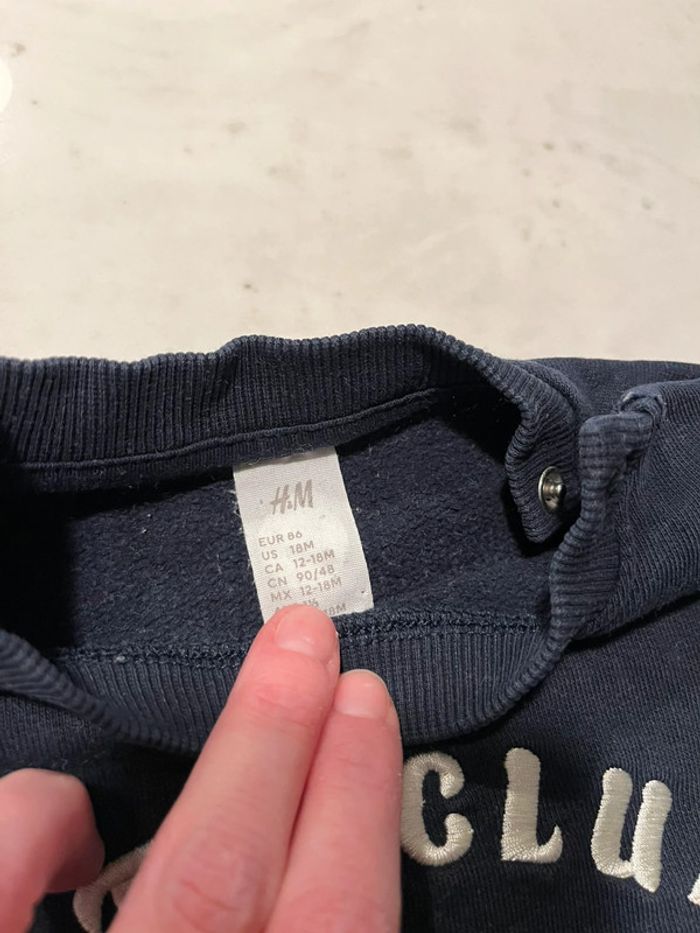 H&M
EUR 86
US 18M
CA 12-18M
CN 90/48
MX 12-18M
CLU